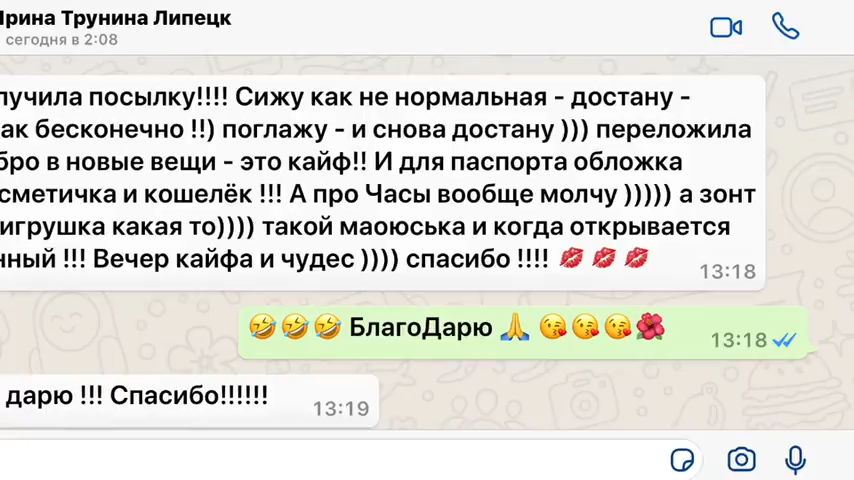 Ирина Трунина Липецк
сегодня в 2:08
лучила посылку!!!! Сижу как не нормальная - достану -
ак бесконечно !!) поглажу - и снова достану ))) переложила
бро в новые вещи - это кайф!! И для паспорта обложка
сметичка и кошелёк !!! А про Часы вообще молчу ))))) а зонт
игрушка какая то)))) такой маоюська и когда открывается
нный !!! Вечер кайфа и чудес )))) спасибо !!!! 💋 💋 💋
13:18
🤣🤣🤣 БлагоДарю 🙏 😘😘😘🌺
13:18
дарю !!! Спасибо!!!!!!
13:19